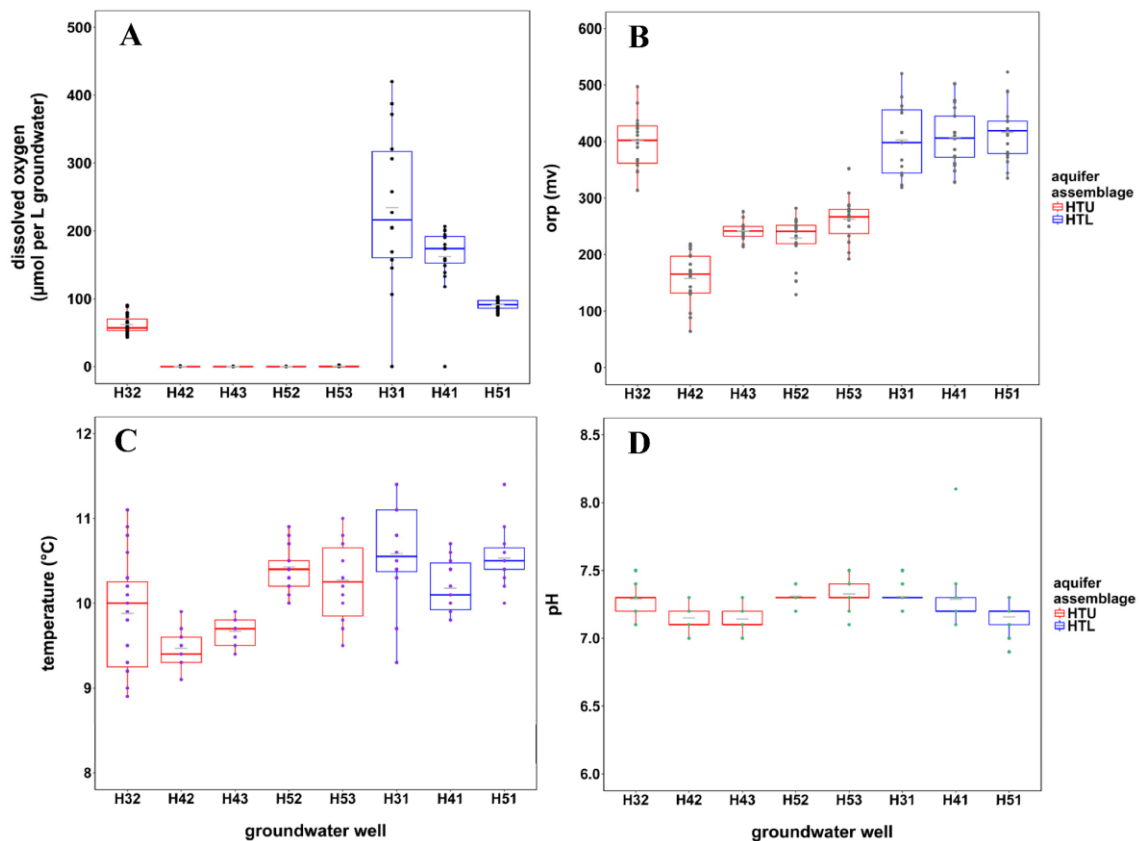 A
dissolved oxygen
(μmol per L groundwater)
500
400
300
200
100
0
H32 H42 H43 H52 H53 H31 H41 H51
B
orp (mv)
600
500
400
300
200
100
0
H32 H42 H43 H52 H53 H31 H41 H51
aquifer
assemblage
HTU
HTL
C
temperature (°C)
12
11
10
9
8
H32 H42 H43 H52 H53 H31 H41 H51
groundwater well
D
pH
8.5
8.0
7.5
7.0
6.5
6.0
H32 H42 H43 H52 H53 H31 H41 H51
groundwater well
aquifer
assemblage
HTU
HTL